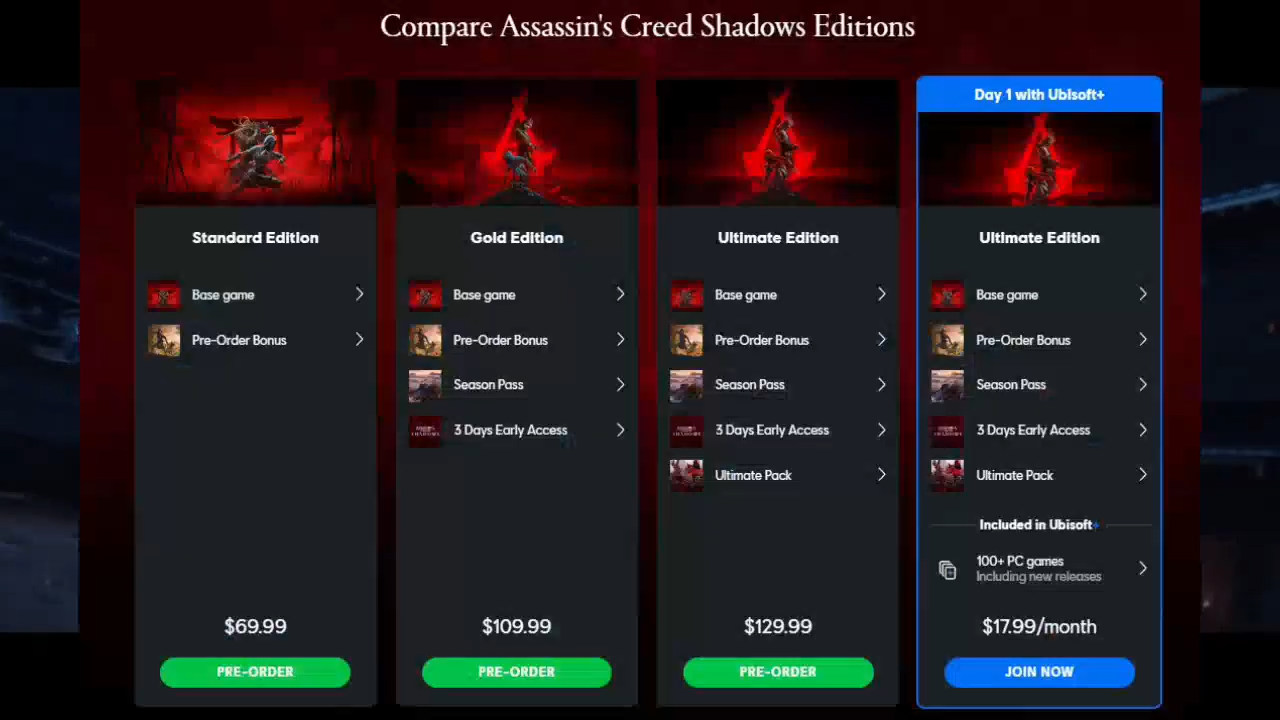 Compare Assassin's Creed Shadows Editions
Standard Edition
Base game
Pre-Order Bonus
$69.99
PRE-ORDER
Gold Edition
Base game
Pre-Order Bonus
Season Pass
3 Days Early Access
$109.99
PRE-ORDER
Ultimate Edition
Base game
Pre-Order Bonus
Season Pass
3 Days Early Access
Ultimate Pack
$129.99
PRE-ORDER
Day 1 with Ubisoft+
Ultimate Edition
Base game
Pre-Order Bonus
Season Pass
3 Days Early Access
Ultimate Pack
Included in Ubisoft+
100+ PC games
Including new releases
$17.99/month
JOIN NOW